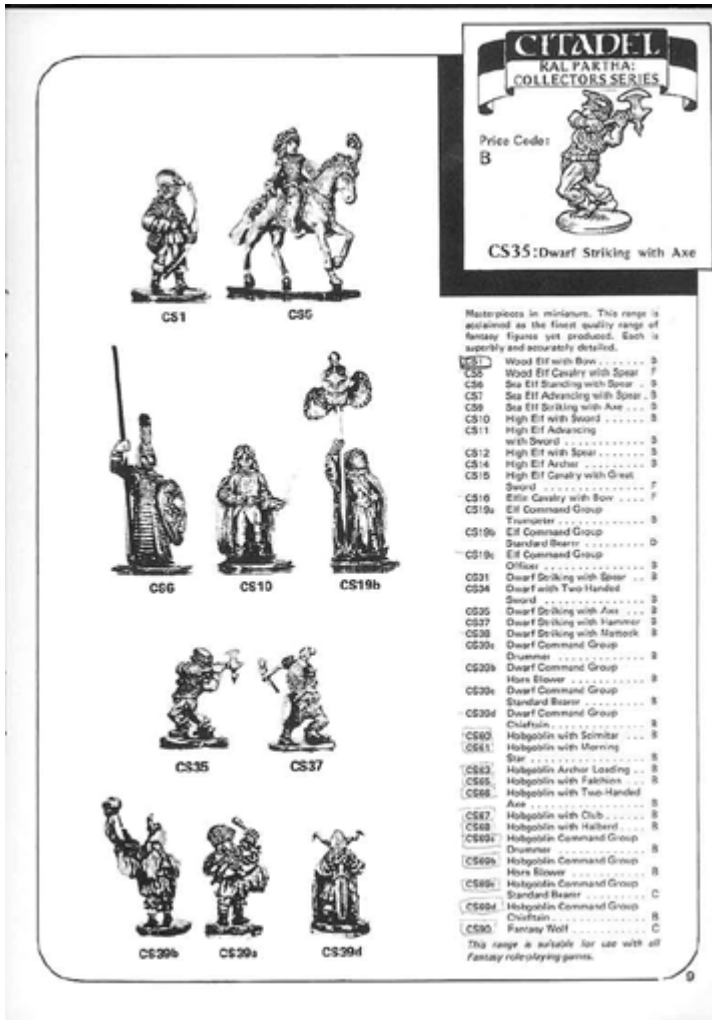 CITADEL
RAL PARTHA:
COLLECTORS SERIES
Price Code:
B
CS35:Dwarf Striking with Axe
CS1
CS5
CS6
CS10
CS19b
CS35
CS37
CS39b
CS39a
CS39d
Masterpieces in miniature. This range is
acclaimed as the finest quality range of
fantasy figures yet produced. Each is
superbly and accurately detailed.
CS1 Wood Elf with Bow ....... B
CS5 Wood Elf Cavalry with Spear F
CS6 Sea Elf Standing with Spear . B
CS7 Sea Elf Advancing with Spear . B
CS9 Sea Elf Striking with Axe ... B
CS10 High Elf with Sword ...... B
CS11 High Elf Advancing
with Sword ........... B
CS12 High Elf with Spear ...... B
CS14 High Elf Archer ........ B
CS15 High Elf Cavalry with Great
Sword ............. F
CS16 Elfin Cavalry with Bow .... F
CS19a Elf Command Group
Trumpeter ........... B
CS19b Elf Command Group
Standard Bearer ........ D
CS19c Elf Command Group
Officer ............. B
CS31 Dwarf Striking with Spear .. B
CS34 Dwarf with Two-Handed
Sword ............. B
CS35 Dwarf Striking with Axe ... B
CS37 Dwarf Striking with Hammer B
CS38 Dwarf Striking with Mattock B
CS39a Dwarf Command Group
Drummer ............ B
CS39b Dwarf Command Group
Horn Blower .......... B
CS39c Dwarf Command Group
Standard Bearer ........ B
CS39d Dwarf Command Group
Chieftain ............ B
CS60 Hobgoblin with Scimitar ... B
CS61 Hobgoblin with Morning
Star ............... B
CS63 Hobgoblin Archer Loading .. B
CS65 Hobgoblin with Falchion ... B
CS66 Hobgoblin with Two-Handed
Axe ............... B
CS67 Hobgoblin with Club ...... B
CS68 Hobgoblin with Halberd .... B
CS69a Hobgoblin Command Group
Drummer ............ B
CS69b Hobgoblin Command Group
Horn Blower .......... B
CS69c Hobgoblin Command Group
Standard Bearer ........ C
CS69d Hobgoblin Command Group
Chieftain ............ B
CS90 Fantasy Wolf .......... C
This range is suitable for use with all
Fantasy role-playing games.
9